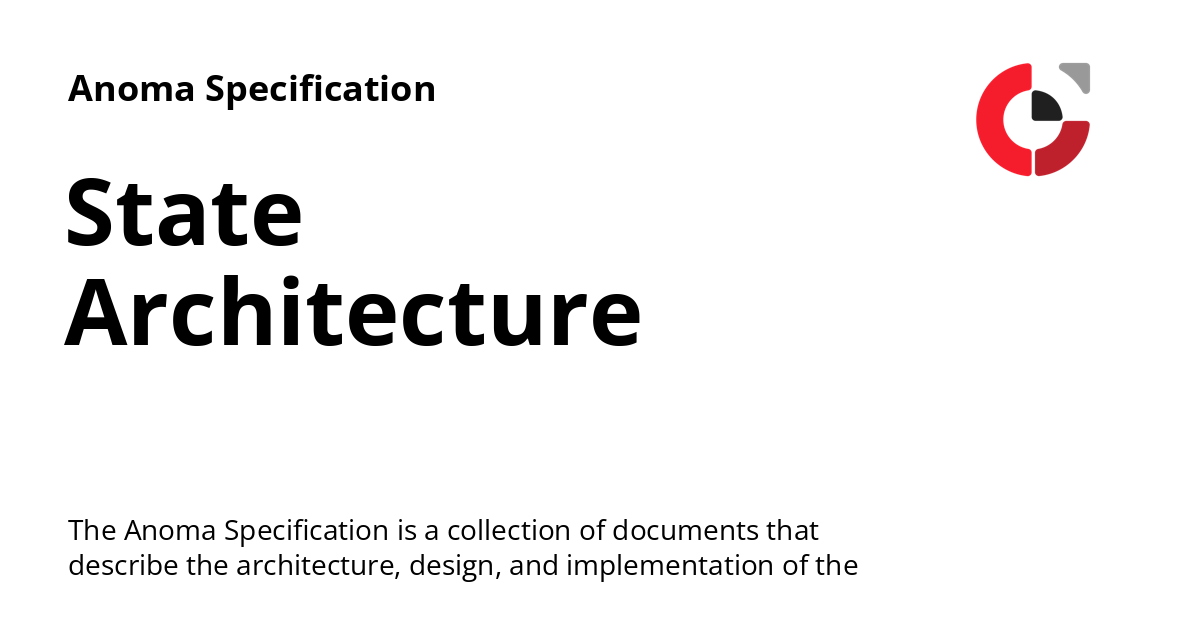 Anoma Specification
State
Architecture
The Anoma Specification is a collection of documents that
describe the architecture, design, and implementation of the